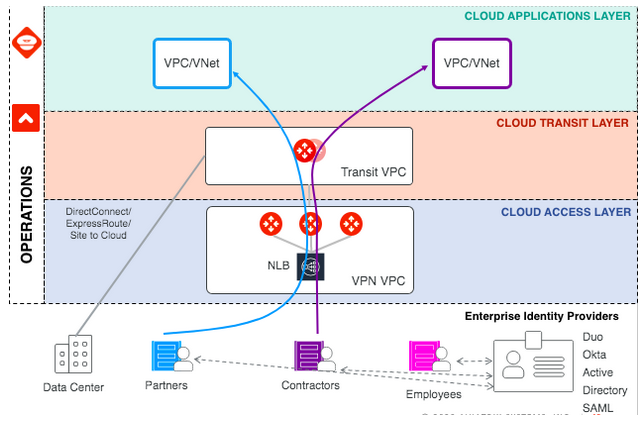 CLOUD APPLICATIONS LAYER
VPC/VNet
VPC/VNet
CLOUD TRANSIT LAYER
Transit VPC
OPERATIONS
DirectConnect/
ExpressRoute/
Site to Cloud
CLOUD ACCESS LAYER
NLB
VPN VPC
Enterprise Identity Providers
Data Center
Partners
Contractors
Employees
Duo
Okta
Active
Directory
SAML